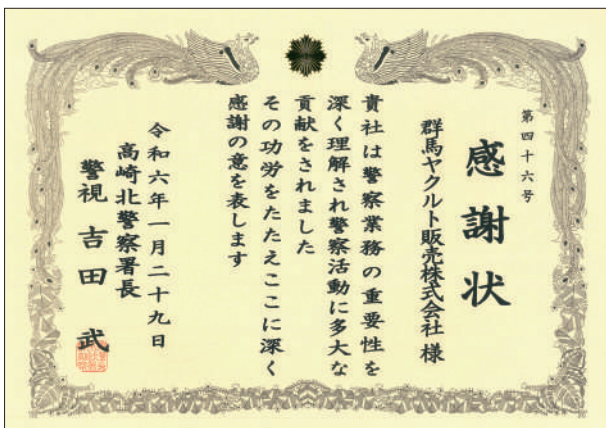 第四十六号
感謝状
群馬ヤクルト販売株式会社 様
貴社は警察業務の重要性を
深く理解され警察活動に多大な
貢献をされました
その功労をたたえここに深く
感謝の意を表します
令和六年一月二十九日
高崎北警察署長
警視 吉田 武